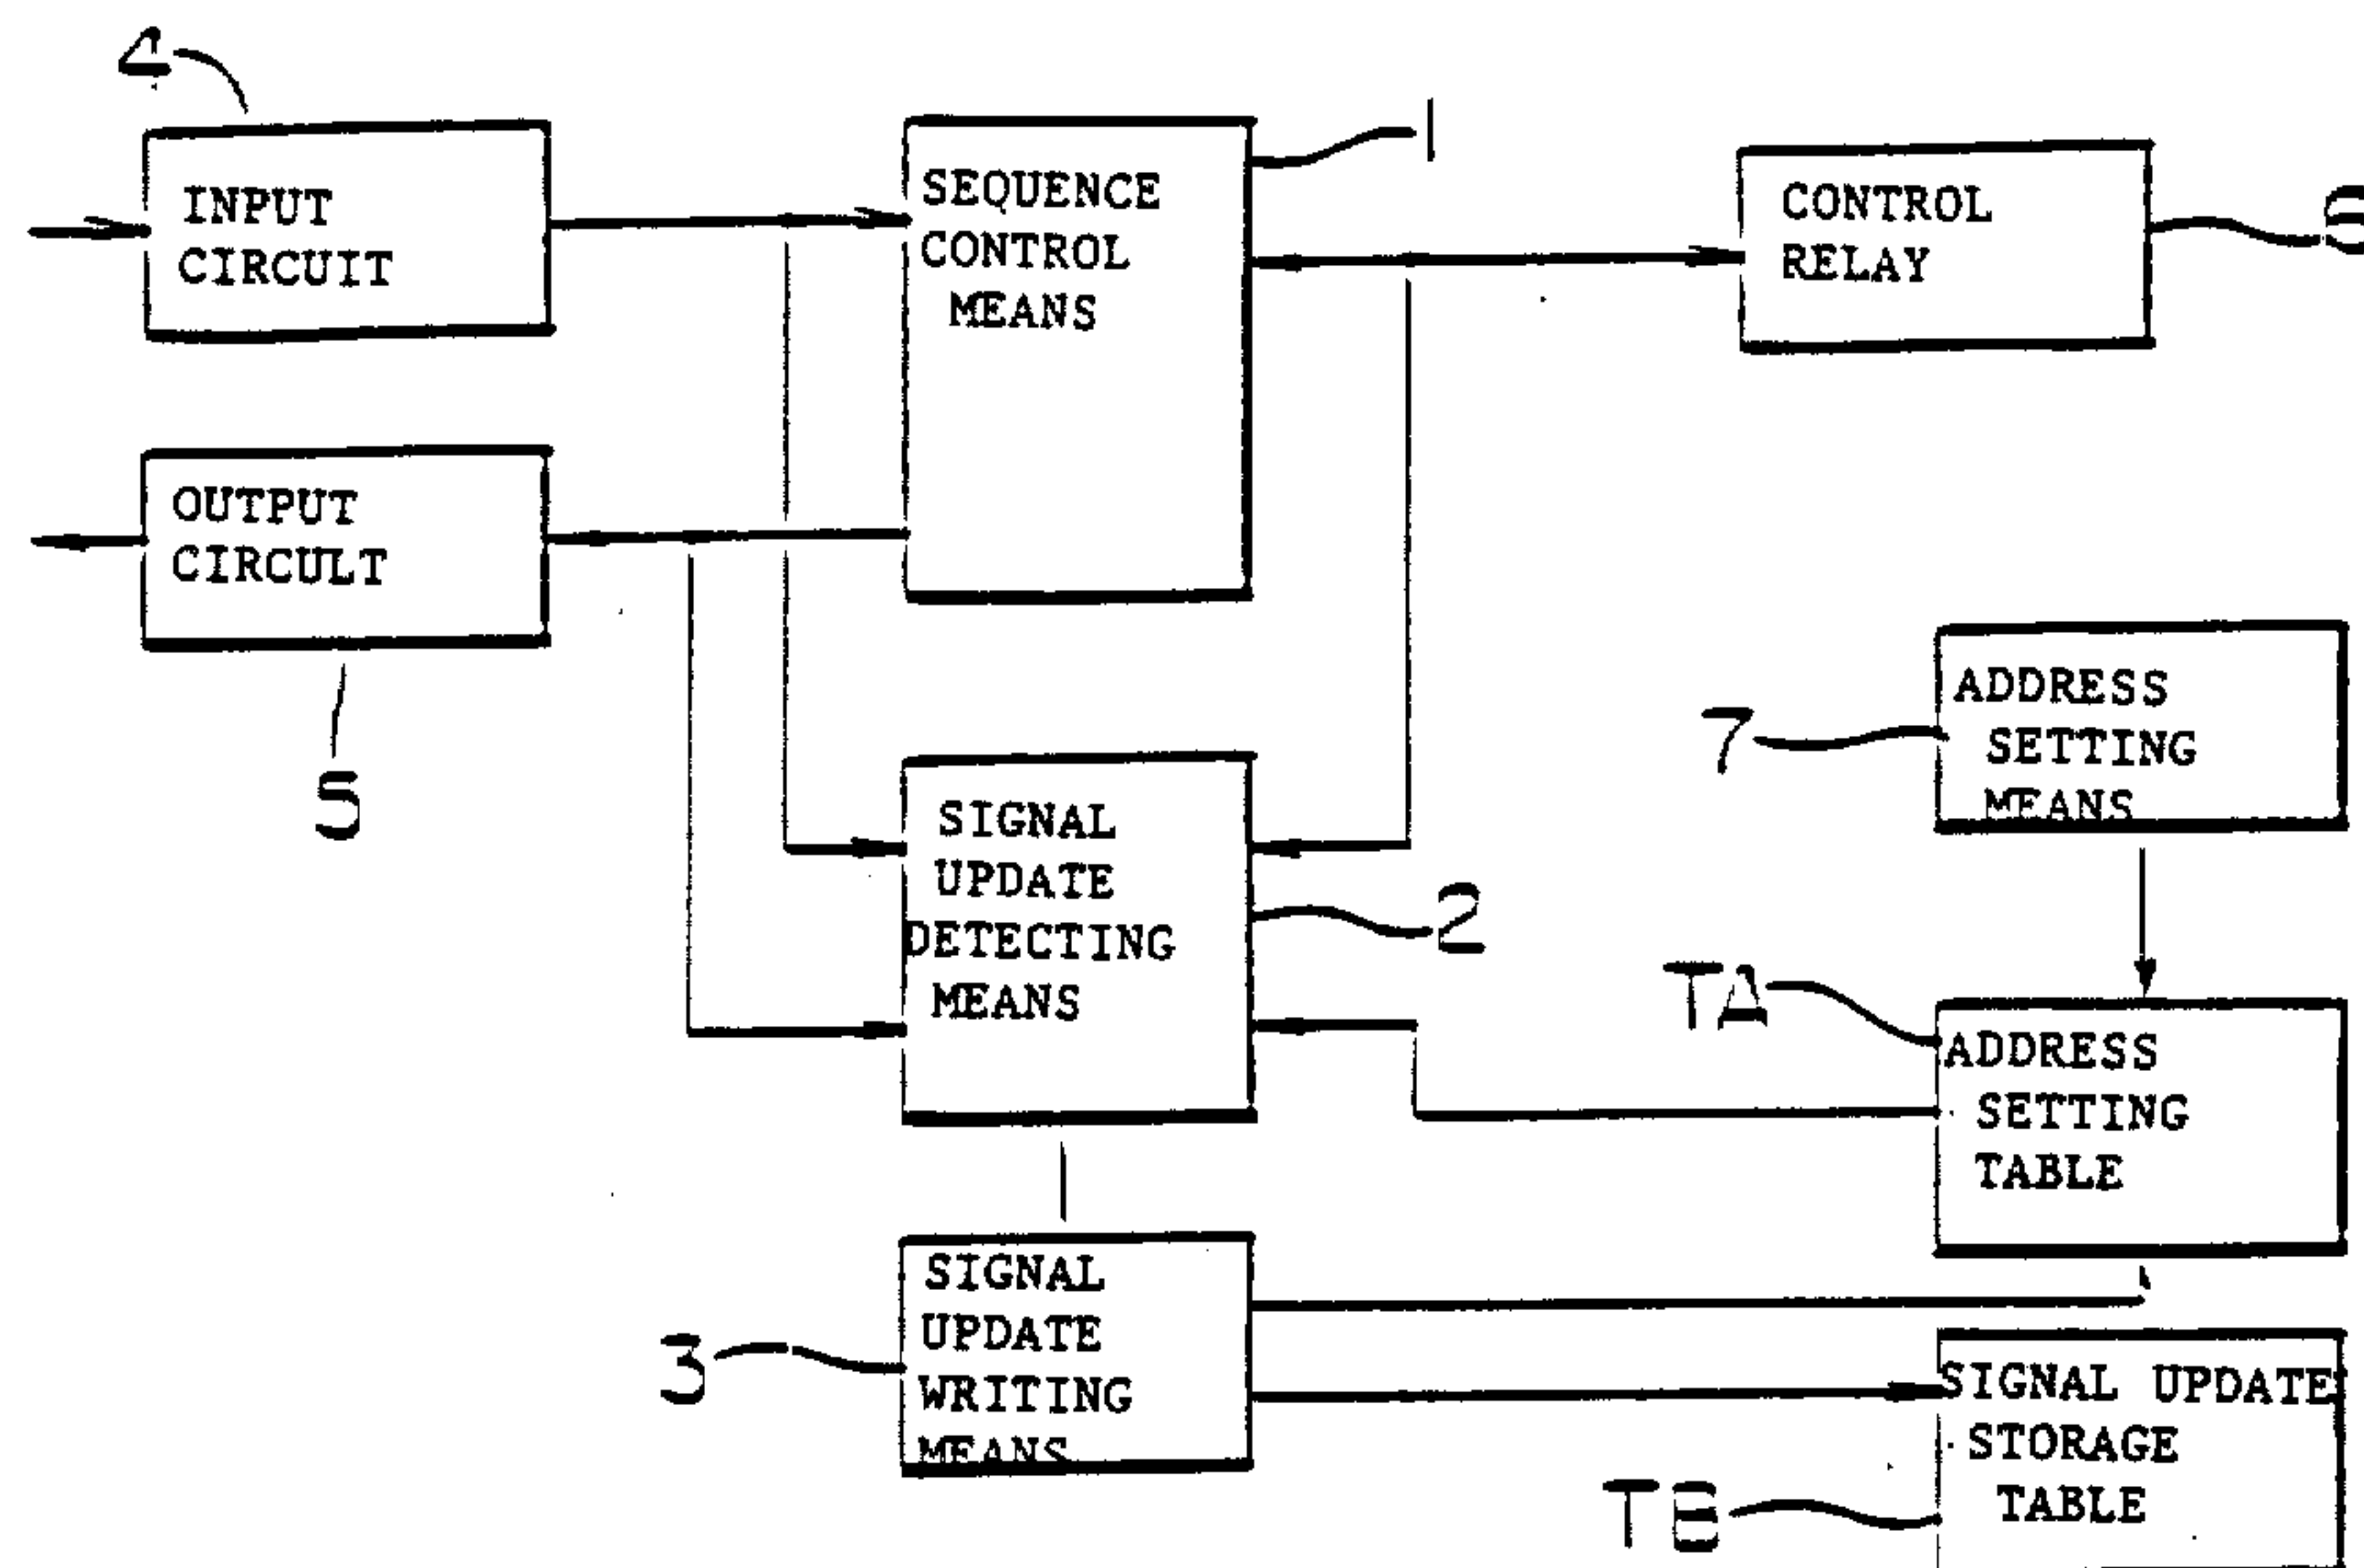 4
INPUT
CIRCUIT
SEQUENCE
CONTROL
MEANS
1
CONTROL
RELAY
OUTPUT
CIRCULT
5
ADDRESS
SETTING
MEANS
7
SIGNAL
UPDATE
DETECTING
MEANS
2
TA
ADDRESS
SETTING
TABLE
SIGNAL
UPDATE
WRITING
MEANS
3
SIGNAL UPDATE
STORAGE
TABLE
TB